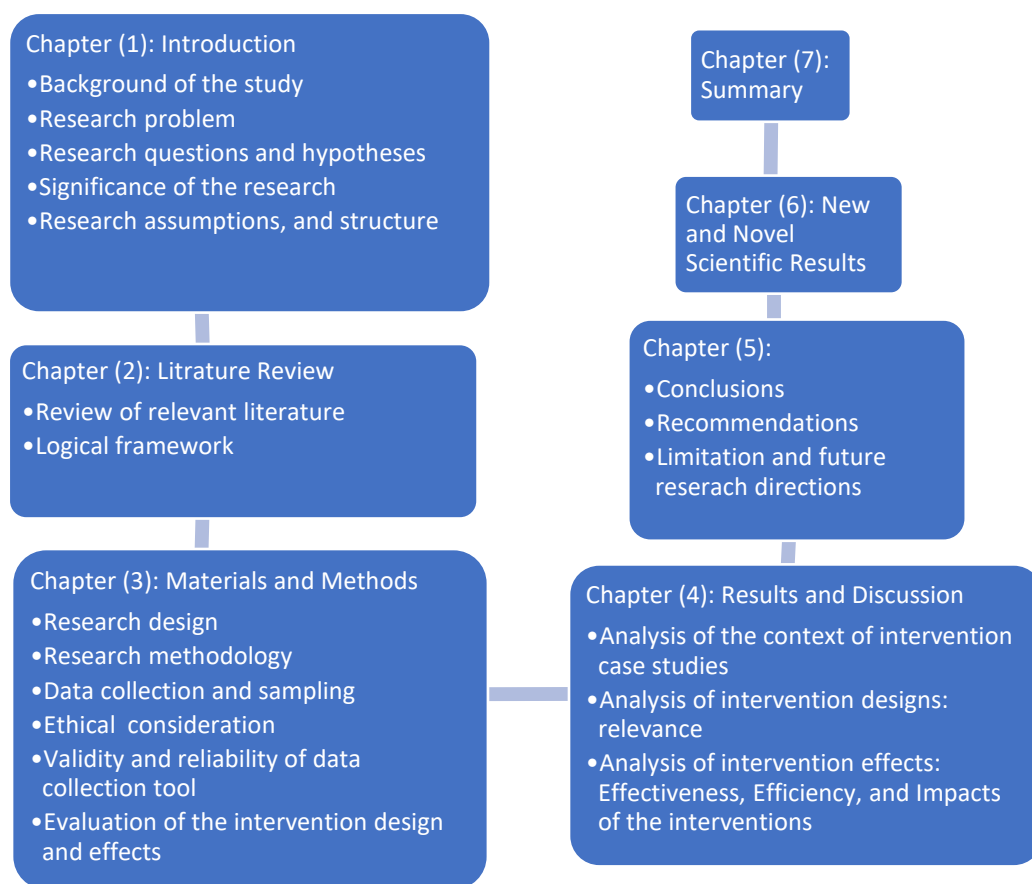 Chapter (1): Introduction
•Background of the study
•Research problem
•Research questions and hypotheses
•Significance of the research
•Research assumptions, and structure
Chapter (2): Litrature Review
•Review of relevant literature
•Logical framework
Chapter (3): Materials and Methods
•Research design
•Research methodology
•Data collection and sampling
•Ethical consideration
•Validity and reliability of data
collection tool
•Evaluation of the intervention design
and effects
Chapter (4): Results and Discussion
•Analysis of the context of intervention
case studies
•Analysis of intervention designs:
relevance
•Analysis of intervention effects:
Effectiveness, Efficiency, and Impacts
of the interventions
Chapter (5):
•Conclusions
•Recommendations
•Limitation and future
reserach directions
Chapter (6): New
and Novel
Scientific Results
Chapter (7):
Summary